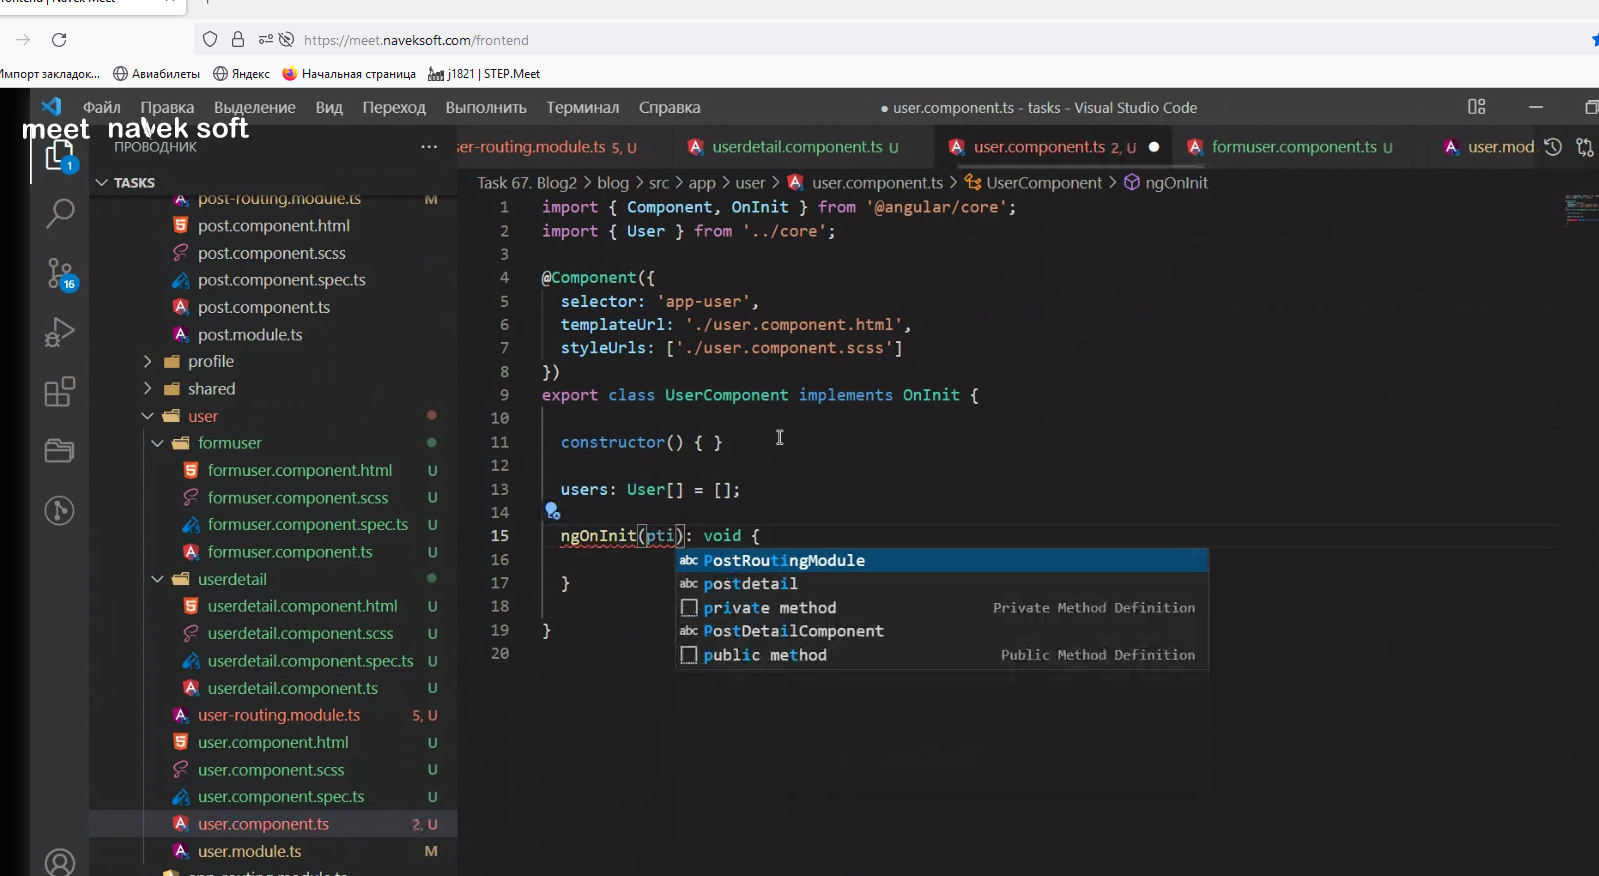 https://meet.naveksoft.com/frontend
Импорт закладок... Авиабилеты Яндекс Начальная страница j1821 | STEP.Meet
Файл Правка Выделение Вид Переход Выполнить Терминал Справка
● user.component.ts - tasks - Visual Studio Code
meet navek soft
ПРОВОДНИК ···
ser-routing.module.ts 5, U userdetail.component.ts U user.component.ts 2, U ● formuser.component.ts U user.mod
TASKS
Task 67. Blog2 > blog > src > app > user > user.component.ts > UserComponent > ngOnInit
post-routing.module.ts M
post.component.html
post.component.scss
post.component.spec.ts
post.component.ts
post.module.ts
profile
shared
user
formuser
formuser.component.html U
formuser.component.scss U
formuser.component.spec.ts U
formuser.component.ts U
userdetail
userdetail.component.html U
userdetail.component.scss U
userdetail.component.spec.ts U
userdetail.component.ts U
user-routing.module.ts 5, U
user.component.html U
user.component.scss U
user.component.spec.ts U
user.component.ts 2, U
user.module.ts M
1
16
1 import { Component, OnInit } from '@angular/core';
2 import { User } from '../core';
3
4 @Component({
5 selector: 'app-user',
6 templateUrl: './user.component.html',
7 styleUrls: ['./user.component.scss']
8 })
9 export class UserComponent implements OnInit {
10
11 constructor() { }
12
13 users: User[] = [];
14
15 ngOnInit(pti): void {
16
17 }
18
19 }
20
abc PostRoutingModule
abc postdetail
private method Private Method Definition
abc PostDetailComponent
public method Public Method Definition